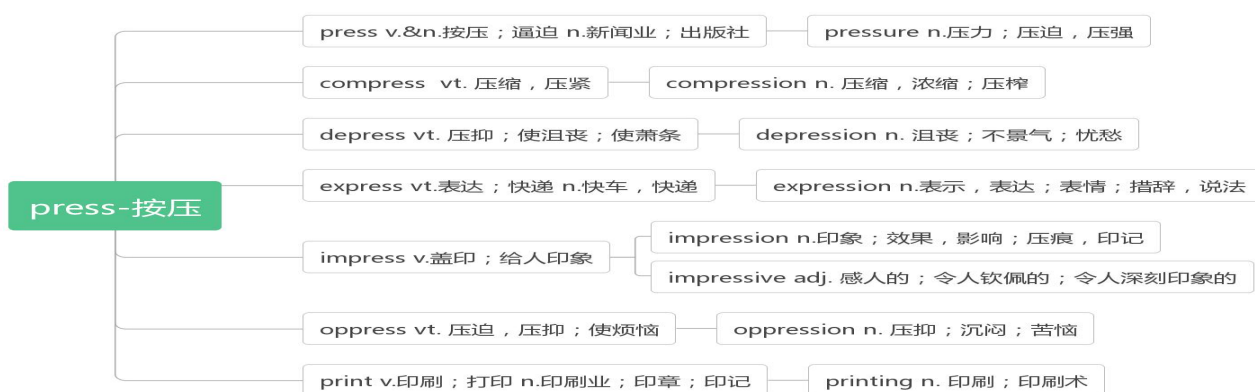 press v.&n.按压；逼迫 n.新闻业；出版社
pressure n.压力；压迫，压强
compress  vt. 压缩，压紧
compression n. 压缩，浓缩；压榨
depress vt. 压抑；使沮丧；使萧条
depression n. 沮丧；不景气；忧愁
express vt.表达；快递 n.快车，快递
expression n.表示，表达；表情；措辞，说法
press-按压
impress v.盖印；给人印象
impression n.印象；效果，影响；压痕，印记
impressive adj. 感人的；令人钦佩的；令人深刻印象的
oppress vt. 压迫，压抑；使烦恼
oppression n. 压抑；沉闷；苦恼
print v.印刷；打印 n.印刷业；印章；印记
printing n. 印刷；印刷术